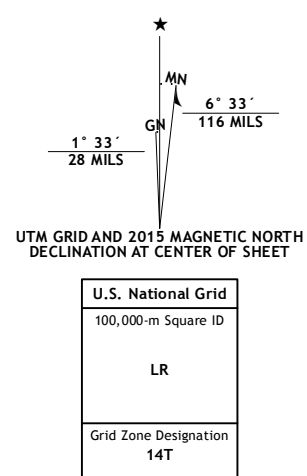 ★
MN
GN
6° 33´
116 MILS
1° 33´
28 MILS
UTM GRID AND 2015 MAGNETIC NORTH
DECLINATION AT CENTER OF SHEET
U.S. National Grid
100,000-m Square ID
LR
Grid Zone Designation
14T